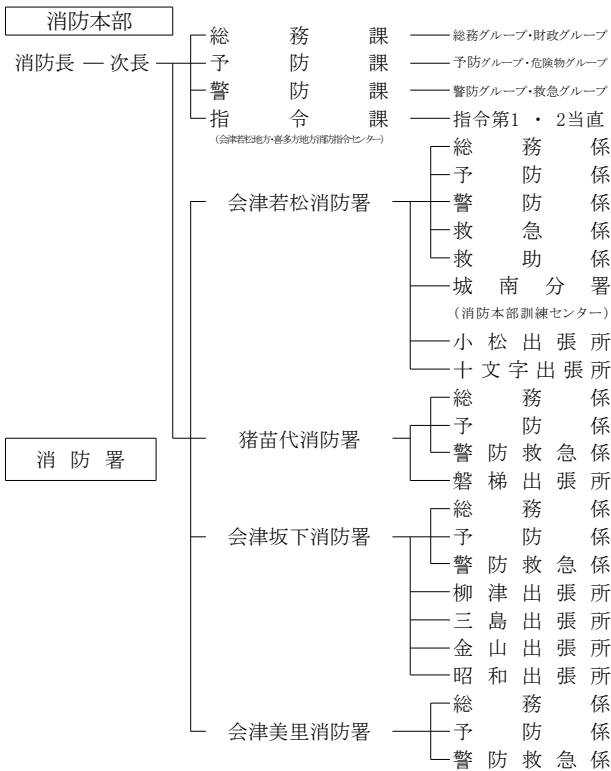 消防本部
消防長 ― 次長
総務課 総務グループ・財政グループ
予防課 予防グループ・危険物グループ
警防課 警防グループ・救急グループ
指令課 指令第1・2当直
(会津若松地方・喜多方地方消防指令センター)
消防署
会津若松消防署
総務係
予防係
警防係
救急係
救助係
城南分署
(消防本部訓練センター)
小松出張所
十文字出張所
猪苗代消防署
総務係
予防係
警防救急係
磐梯出張所
会津坂下消防署
総務係
予防係
警防救急係
柳津出張所
三島出張所
金山出張所
昭和出張所
会津美里消防署
総務係
予防係
警防救急係